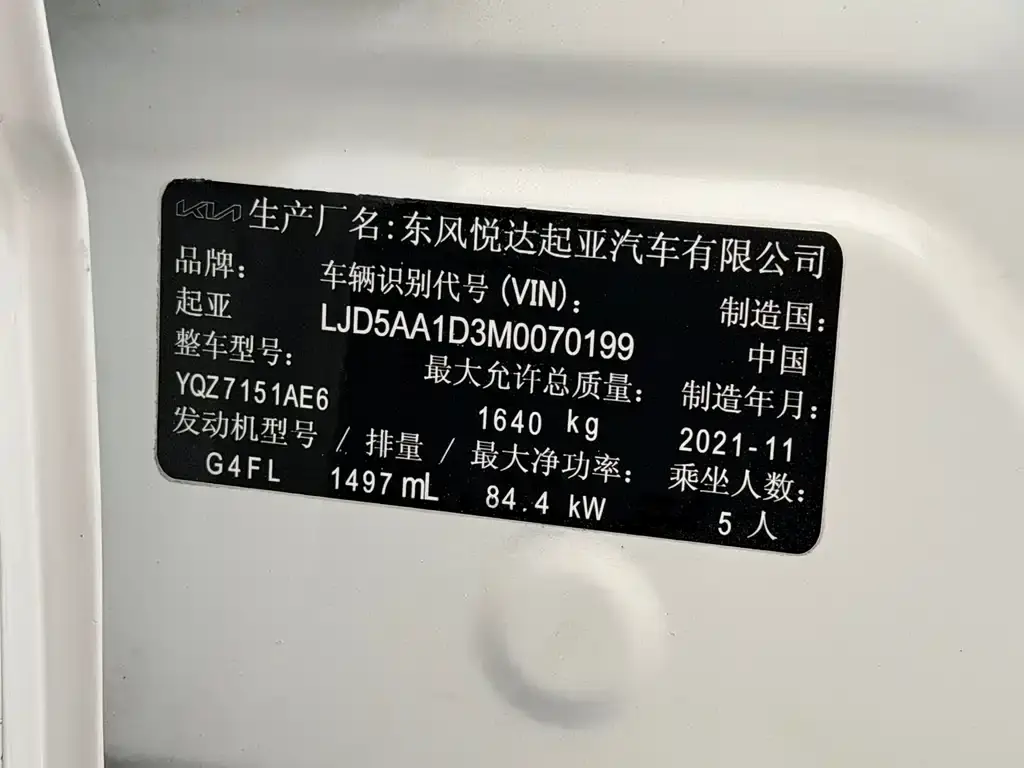 KIA 生产厂名:东风悦达起亚汽车有限公司
品牌: 车辆识别代号(VIN): 制造国:
起亚 LJD5AA1D3M0070199 中国
整车型号: 最大允许总质量: 制造年月:
YQZ7151AE6 1640 kg 2021-11
发动机型号 / 排量 / 最大净功率: 乘坐人数:
G4FL 1497 mL 84.4 kW 5 人